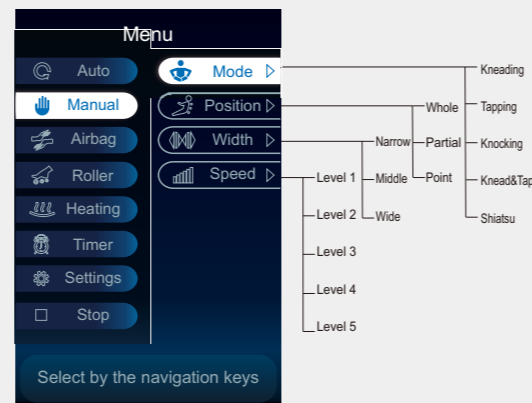 Menu
Auto
Manual
Airbag
Roller
Heating
Timer
Settings
Stop
Mode
Position
Width
Speed
Select by the navigation keys
Kneading
Tapping
Knocking
Knead&Tap
Shiatsu
Whole
Partial
Point
Narrow
Middle
Wide
Level 1
Level 2
Level 3
Level 4
Level 5